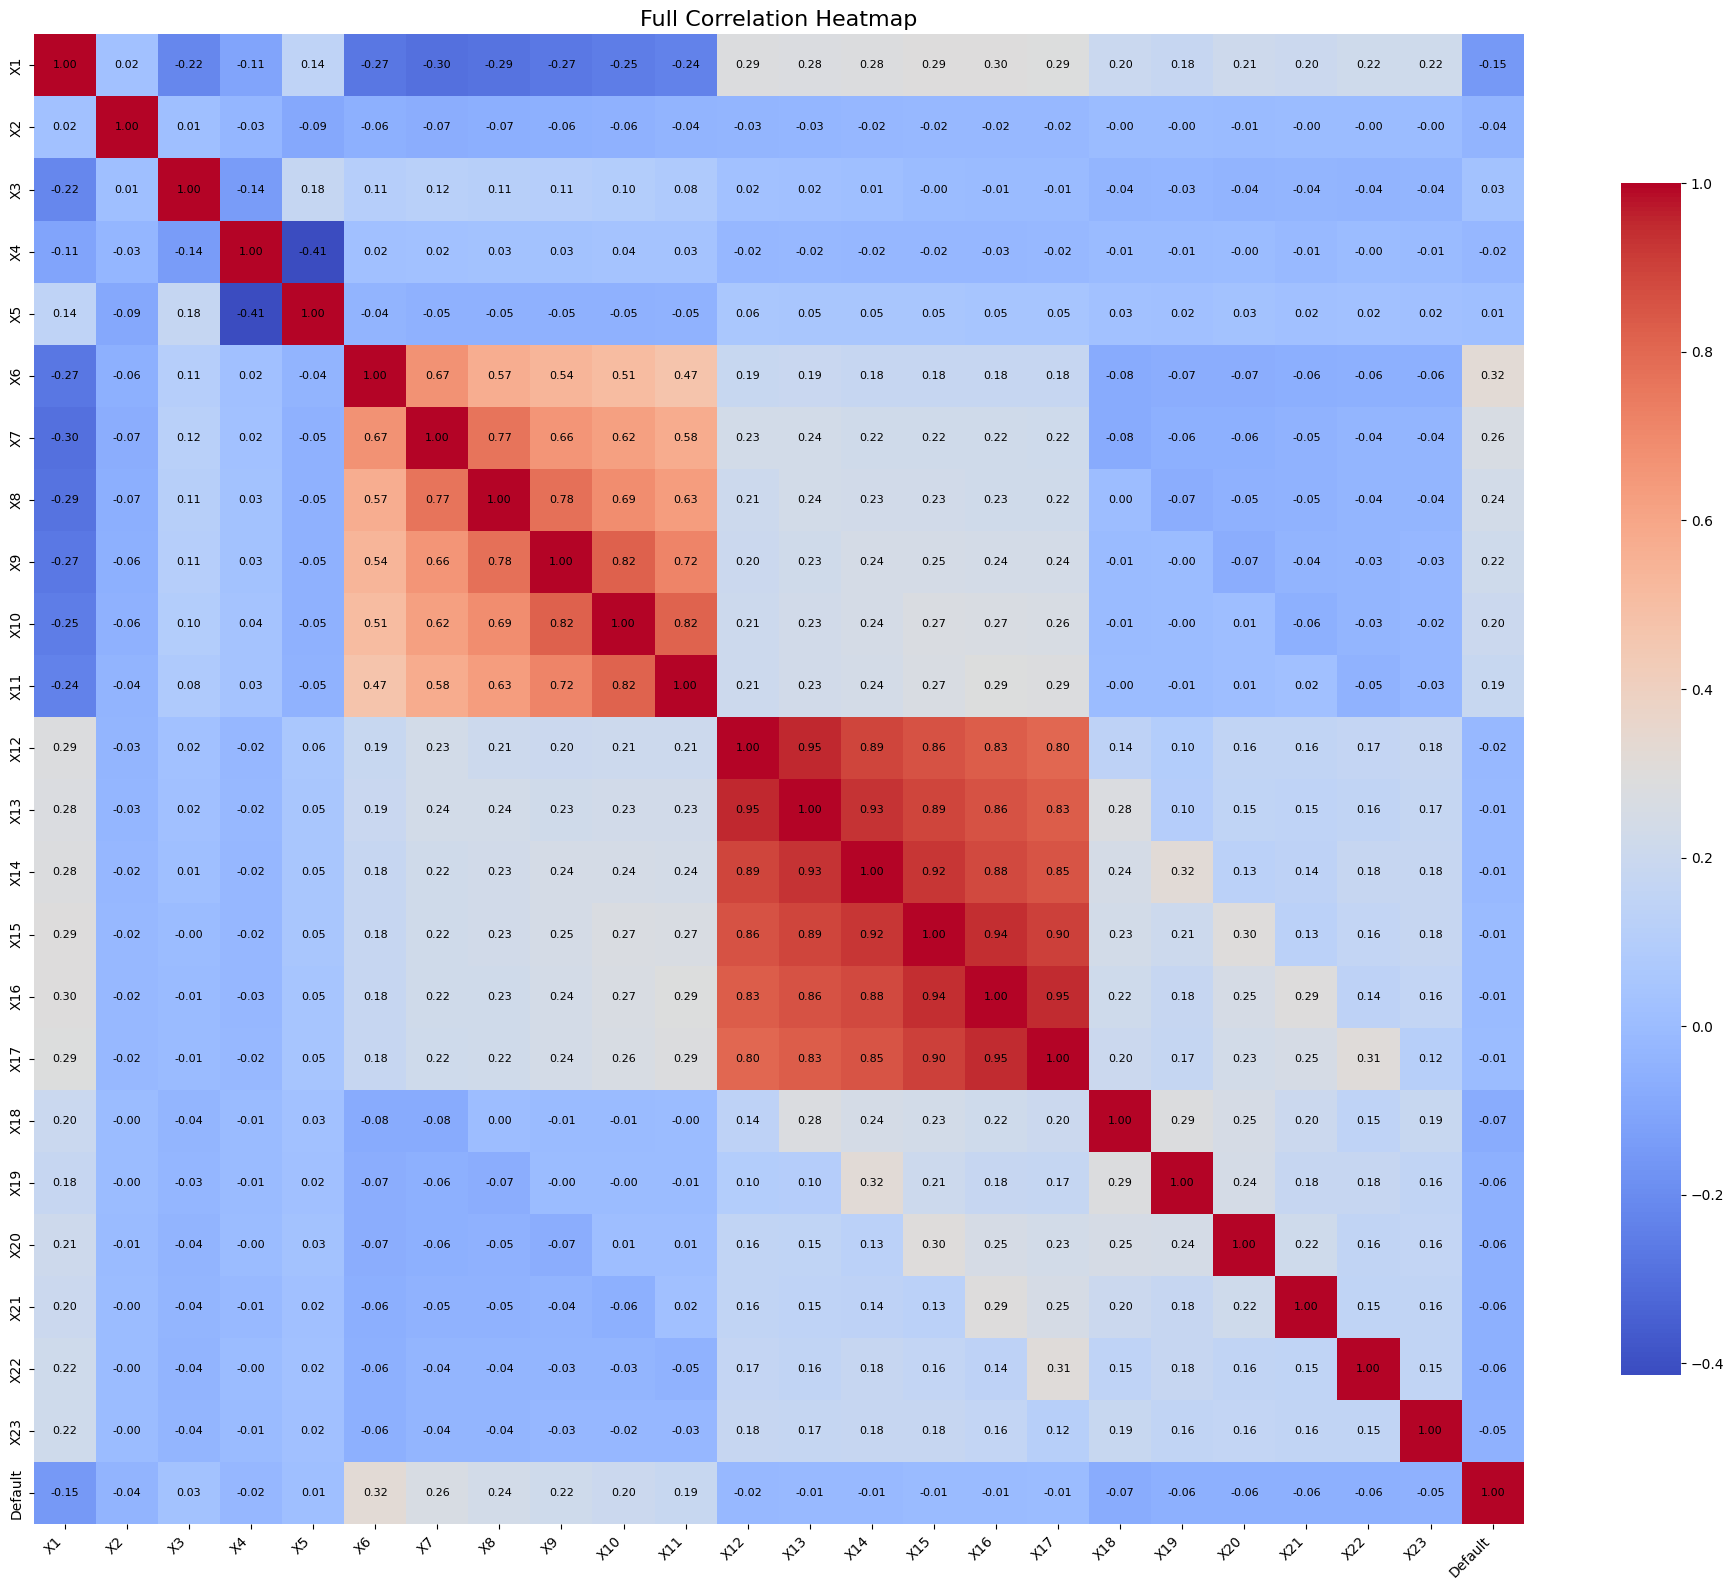 Full Correlation Heatmap
X1 1.00 0.02 -0.22 -0.11 0.14 -0.27 -0.30 -0.29 -0.27 -0.25 -0.24 0.29 0.28 0.28 0.29 0.30 0.29 0.20 0.18 0.21 0.20 0.22 0.22 -0.15
X2 0.02 1.00 0.01 -0.03 -0.09 -0.06 -0.07 -0.07 -0.06 -0.06 -0.04 -0.03 -0.03 -0.02 -0.02 -0.02 -0.02 -0.00 -0.00 -0.01 -0.00 -0.00 -0.00 -0.04
X3 -0.22 0.01 1.00 -0.14 0.18 0.11 0.12 0.11 0.11 0.10 0.08 0.02 0.02 0.01 -0.00 -0.01 -0.01 -0.04 -0.03 -0.04 -0.04 -0.04 -0.04 0.03
X4 -0.11 -0.03 -0.14 1.00 -0.41 0.02 0.02 0.03 0.03 0.04 0.03 -0.02 -0.02 -0.02 -0.02 -0.03 -0.02 -0.01 -0.01 -0.00 -0.01 -0.00 -0.01 -0.02
X5 0.14 -0.09 0.18 -0.41 1.00 -0.04 -0.05 -0.05 -0.05 -0.05 -0.05 0.06 0.05 0.05 0.05 0.05 0.05 0.03 0.02 0.03 0.02 0.02 0.02 0.01
X6 -0.27 -0.06 0.11 0.02 -0.04 1.00 0.67 0.57 0.54 0.51 0.47 0.19 0.19 0.18 0.18 0.18 0.18 -0.08 -0.07 -0.07 -0.06 -0.06 -0.06 0.32
X7 -0.30 -0.07 0.12 0.02 -0.05 0.67 1.00 0.77 0.66 0.62 0.58 0.23 0.24 0.22 0.22 0.22 0.22 -0.08 -0.06 -0.06 -0.05 -0.04 -0.04 0.26
X8 -0.29 -0.07 0.11 0.03 -0.05 0.57 0.77 1.00 0.78 0.69 0.63 0.21 0.24 0.23 0.23 0.23 0.22 0.00 -0.07 -0.05 -0.05 -0.04 -0.04 0.24
X9 -0.27 -0.06 0.11 0.03 -0.05 0.54 0.66 0.78 1.00 0.82 0.72 0.20 0.23 0.24 0.25 0.24 0.24 -0.01 -0.00 -0.07 -0.04 -0.03 -0.03 0.22
X10 -0.25 -0.06 0.10 0.04 -0.05 0.51 0.62 0.69 0.82 1.00 0.82 0.21 0.23 0.24 0.27 0.27 0.26 -0.01 -0.00 0.01 -0.06 -0.03 -0.02 0.20
X11 -0.24 -0.04 0.08 0.03 -0.05 0.47 0.58 0.63 0.72 0.82 1.00 0.21 0.23 0.24 0.27 0.29 0.29 -0.00 -0.01 0.01 0.02 -0.05 -0.03 0.19
X12 0.29 -0.03 0.02 -0.02 0.06 0.19 0.23 0.21 0.20 0.21 0.21 1.00 0.95 0.89 0.86 0.83 0.80 0.14 0.10 0.16 0.16 0.17 0.18 -0.02
X13 0.28 -0.03 0.02 -0.02 0.05 0.19 0.24 0.24 0.23 0.23 0.23 0.95 1.00 0.93 0.89 0.86 0.83 0.28 0.10 0.15 0.15 0.16 0.17 -0.01
X14 0.28 -0.02 0.01 -0.02 0.05 0.18 0.22 0.23 0.24 0.24 0.24 0.89 0.93 1.00 0.92 0.88 0.85 0.24 0.32 0.13 0.14 0.18 0.18 -0.01
X15 0.29 -0.02 -0.00 -0.02 0.05 0.18 0.22 0.23 0.25 0.27 0.27 0.86 0.89 0.92 1.00 0.94 0.90 0.23 0.21 0.30 0.13 0.16 0.18 -0.01
X16 0.30 -0.02 -0.01 -0.03 0.05 0.18 0.22 0.23 0.24 0.27 0.29 0.83 0.86 0.88 0.94 1.00 0.95 0.22 0.18 0.25 0.29 0.14 0.16 -0.01
X17 0.29 -0.02 -0.01 -0.02 0.05 0.18 0.22 0.22 0.24 0.26 0.29 0.80 0.83 0.85 0.90 0.95 1.00 0.20 0.17 0.23 0.25 0.31 0.12 -0.01
X18 0.20 -0.00 -0.04 -0.01 0.03 -0.08 -0.08 0.00 -0.01 -0.01 -0.00 0.14 0.28 0.24 0.23 0.22 0.20 1.00 0.29 0.25 0.20 0.15 0.19 -0.07
X19 0.18 -0.00 -0.03 -0.01 0.02 -0.07 -0.06 -0.07 -0.00 -0.00 -0.01 0.10 0.10 0.32 0.21 0.18 0.17 0.29 1.00 0.24 0.18 0.18 0.16 -0.06
X20 0.21 -0.01 -0.04 -0.00 0.03 -0.07 -0.06 -0.05 -0.07 0.01 0.01 0.16 0.15 0.13 0.30 0.25 0.23 0.25 0.24 1.00 0.22 0.16 0.16 -0.06
X21 0.20 -0.00 -0.04 -0.01 0.02 -0.06 -0.05 -0.05 -0.04 -0.06 0.02 0.16 0.15 0.14 0.13 0.29 0.25 0.20 0.18 0.22 1.00 0.15 0.16 -0.06
X22 0.22 -0.00 -0.04 -0.00 0.02 -0.06 -0.04 -0.04 -0.03 -0.03 -0.05 0.17 0.16 0.18 0.16 0.14 0.31 0.15 0.18 0.16 0.15 1.00 0.15 -0.06
X23 0.22 -0.00 -0.04 -0.01 0.02 -0.06 -0.04 -0.04 -0.03 -0.02 -0.03 0.18 0.17 0.18 0.18 0.16 0.12 0.19 0.16 0.16 0.16 0.15 1.00 -0.05
Default -0.15 -0.04 0.03 -0.02 0.01 0.32 0.26 0.24 0.22 0.20 0.19 -0.02 -0.01 -0.01 -0.01 -0.01 -0.01 -0.07 -0.06 -0.06 -0.06 -0.06 -0.05 1.00
X1 X2 X3 X4 X5 X6 X7 X8 X9 X10 X11 X12 X13 X14 X15 X16 X17 X18 X19 X20 X21 X22 X23 Default
1.0
0.8
0.6
0.4
0.2
0.0
−0.2
−0.4